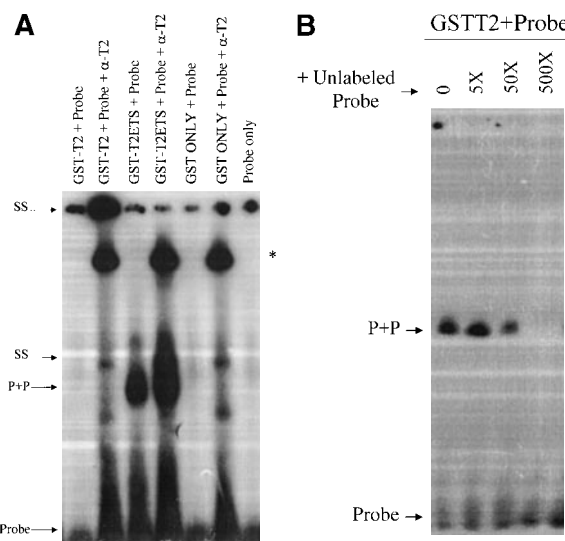 A
GST-T2 + Probe
GST-T2 + Probe + α-T2
GST-T2ETS + Probe
GST-T2ETS + Probe + α-T2
GST ONLY + Probe
GST ONLY + Probe + α-T2
Probe only
SS..
*
SS
P+P
Probe
B
GSTT2+Probe
+ Unlabeled
Probe
0
5X
50X
500X
P+P
Probe